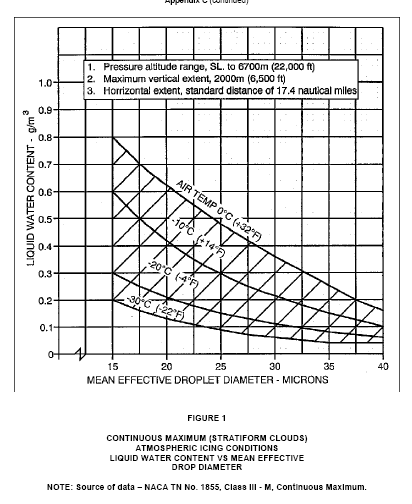 Appendix C (continued)
1. Pressure altitude range, SL. to 6700m (22,000 ft)
2. Maximum vertical extent, 2000m (6,500 ft)
3. Horrizontal extent, standard distance of 17.4 nautical miles
LIQUID WATER CONTENT - g/m³
1.0
0.9
0.8
0.7
0.6
0.5
0.4
0.3
0.2
0.1
0
AIR TEMP 0°C (+32°F)
-10°C (+14°F)
-20°C (-4°F)
-30°C (-22°F)
15 20 25 30 35 40
MEAN EFFECTIVE DROPLET DIAMETER - MICRONS
FIGURE 1
CONTINUOUS MAXIMUM (STRATIFORM CLOUDS)
ATMOSPHERIC ICING CONDITIONS
LIQUID WATER CONTENT VS MEAN EFFECTIVE
DROP DIAMETER
NOTE: Source of data – NACA TN No. 1855, Class III - M, Continuous Maximum.